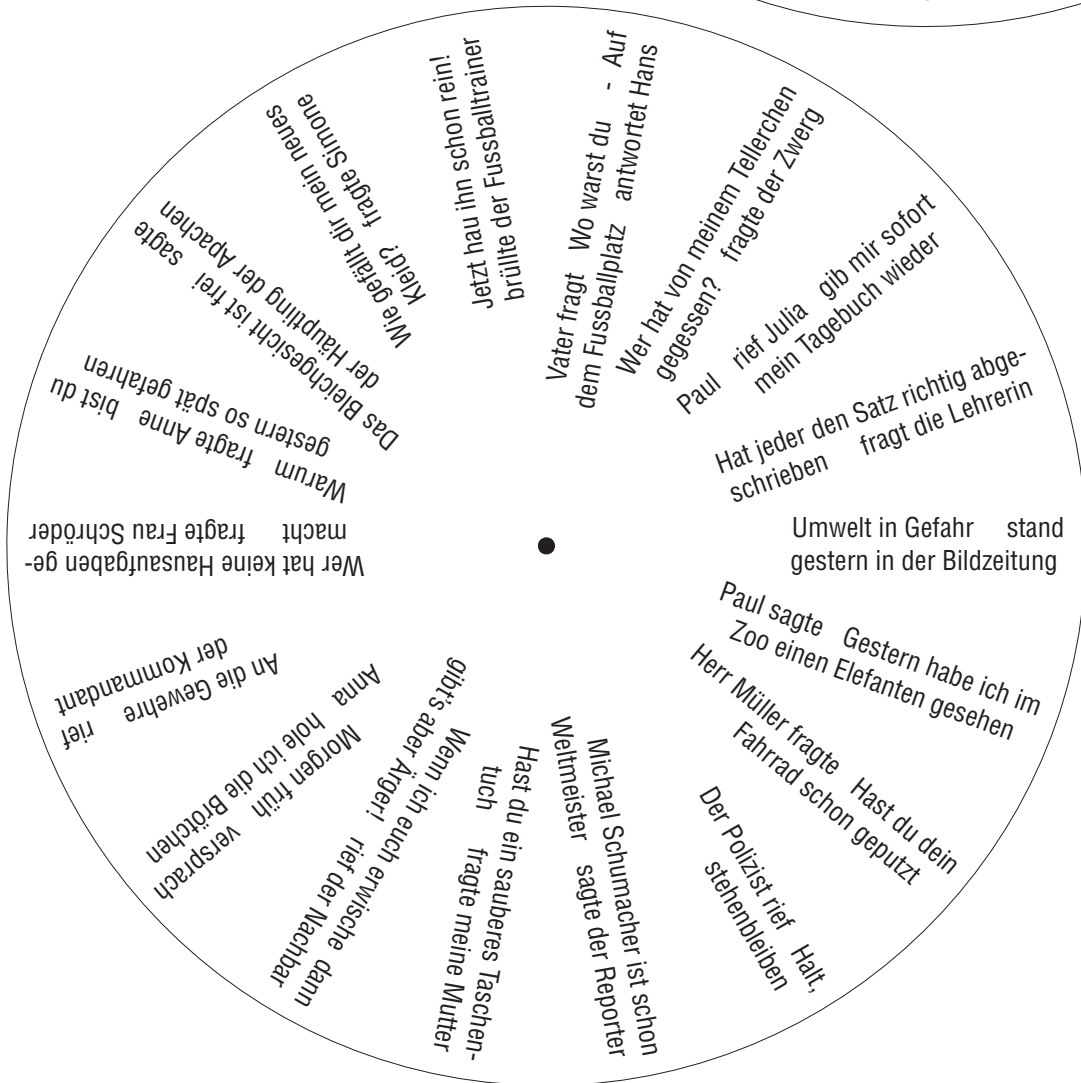 Jetzt hau ihn schon rein!
brüllte der Fussballtrainer
Vater fragt Wo warst du - Auf
dem Fussballplatz antwortet Hans
Wer hat von meinem Tellerchen
gegessen? fragte der Zwerg
Paul rief Julia gib mir sofort
mein Tagebuch wieder
Hat jeder den Satz richtig abge-
schrieben fragt die Lehrerin
Umwelt in Gefahr stand
gestern in der Bildzeitung
Paul sagte Gestern habe ich im
Zoo einen Elefanten gesehen
Herr Müller fragte Hast du dein
Fahrrad schon geputzt
Der Polizist rief Halt,
stehenbleiben
Michael Schumacher ist schon
Weltmeister sagte der Reporter
Hast du ein sauberes Taschen-
tuch fragte meine Mutter
Wenn ich euch erwische dann
gibt's aber Ärger! rief der Nachbar
Morgen früh versprach
Anna hole ich die Brötchen
An die Gewehre rief
der Kommandant
Wer hat keine Hausaufgaben ge-
macht fragte Frau Schröder
Warum fragte Anne bist du
gestern so spät gefahren
Das Bleichgesicht ist frei sagte
der Häuptling der Apachen
Wie gefällt dir mein neues
Kleid? fragte Simone